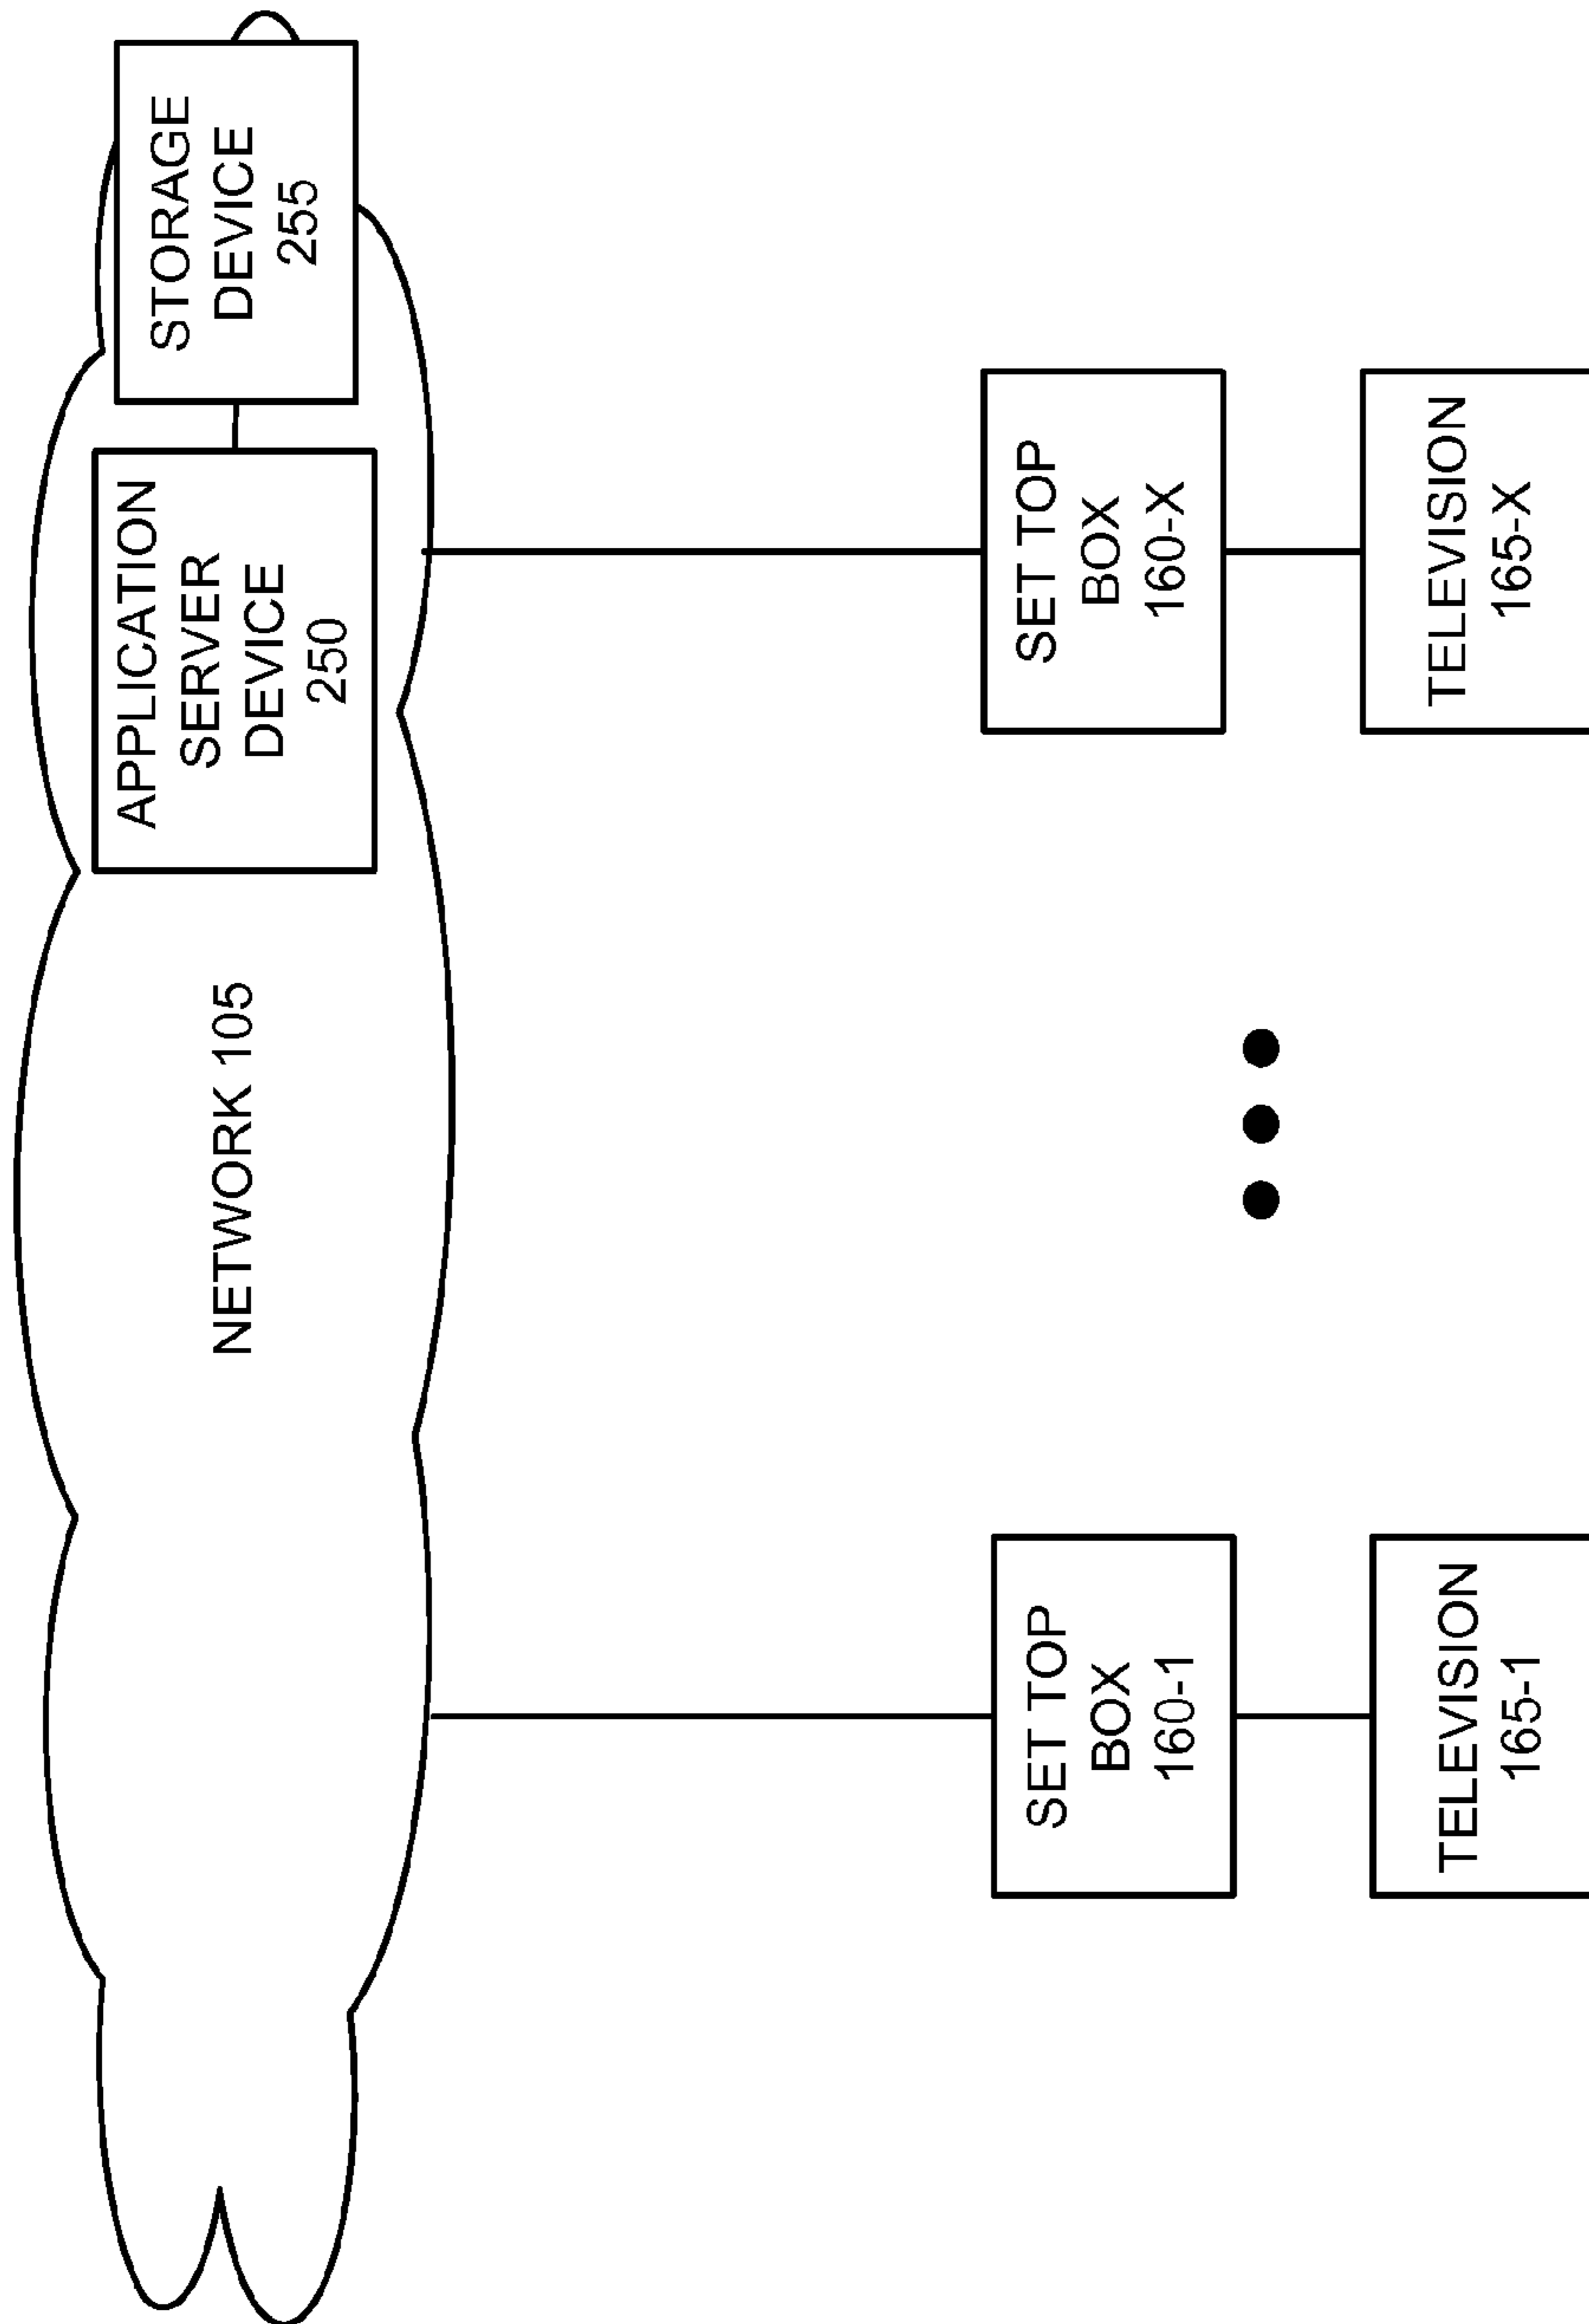 NETWORK 105
APPLICATION
SERVER
DEVICE
250
STORAGE
DEVICE
255
SET TOP
BOX
160-1
SET TOP
BOX
160-X
TELEVISION
165-1
TELEVISION
165-X